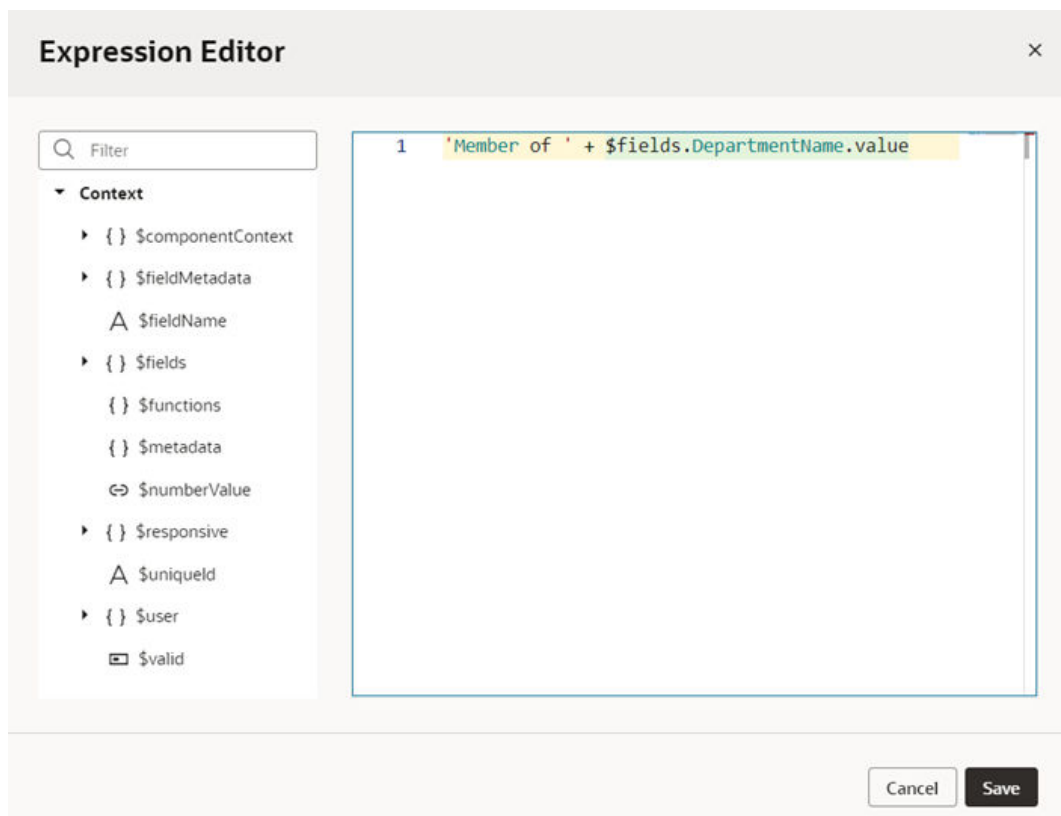 Expression Editor
Filter
Context
{ } $componentContext
{ } $fieldMetadata
A $fieldName
{ } $fields
{ } $functions
{ } $metadata
$numberValue
{ } $responsive
A $uniqueId
{ } $user
$valid
1 'Member of ' + $fields.DepartmentName.value
Cancel
Save